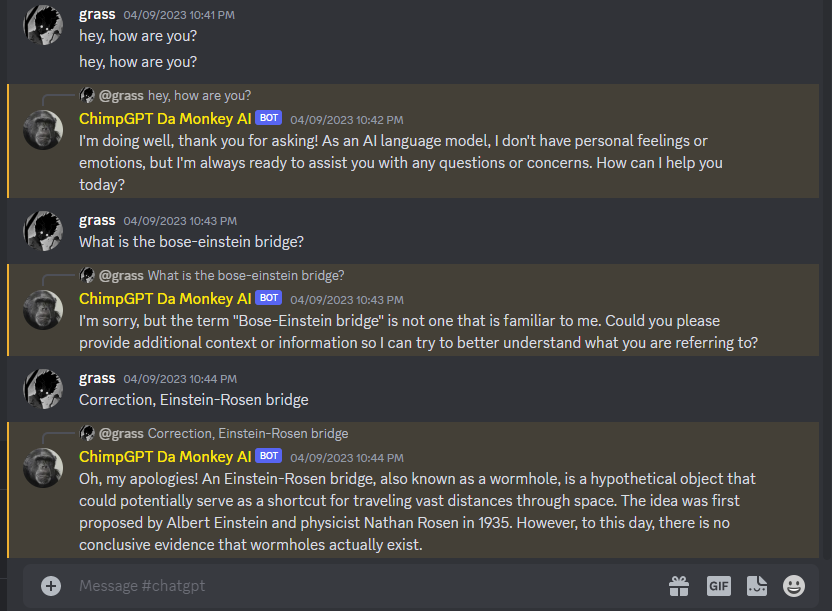 grass 04/09/2023 10:41 PM
hey, how are you?
hey, how are you?
@grass hey, how are you?
ChimpGPT Da Monkey AI BOT 04/09/2023 10:42 PM
I'm doing well, thank you for asking! As an AI language model, I don't have personal feelings or
emotions, but I'm always ready to assist you with any questions or concerns. How can I help you
today?
grass 04/09/2023 10:43 PM
What is the bose-einstein bridge?
@grass What is the bose-einstein bridge?
ChimpGPT Da Monkey AI BOT 04/09/2023 10:43 PM
I'm sorry, but the term "Bose-Einstein bridge" is not one that is familiar to me. Could you please
provide additional context or information so I can try to better understand what you are referring to?
grass 04/09/2023 10:44 PM
Correction, Einstein-Rosen bridge
@grass Correction, Einstein-Rosen bridge
ChimpGPT Da Monkey AI BOT 04/09/2023 10:44 PM
Oh, my apologies! An Einstein-Rosen bridge, also known as a wormhole, is a hypothetical object that
could potentially serve as a shortcut for traveling vast distances through space. The idea was first
proposed by Albert Einstein and physicist Nathan Rosen in 1935. However, to this day, there is no
conclusive evidence that wormholes actually exist.
Message #chatgpt
GIF